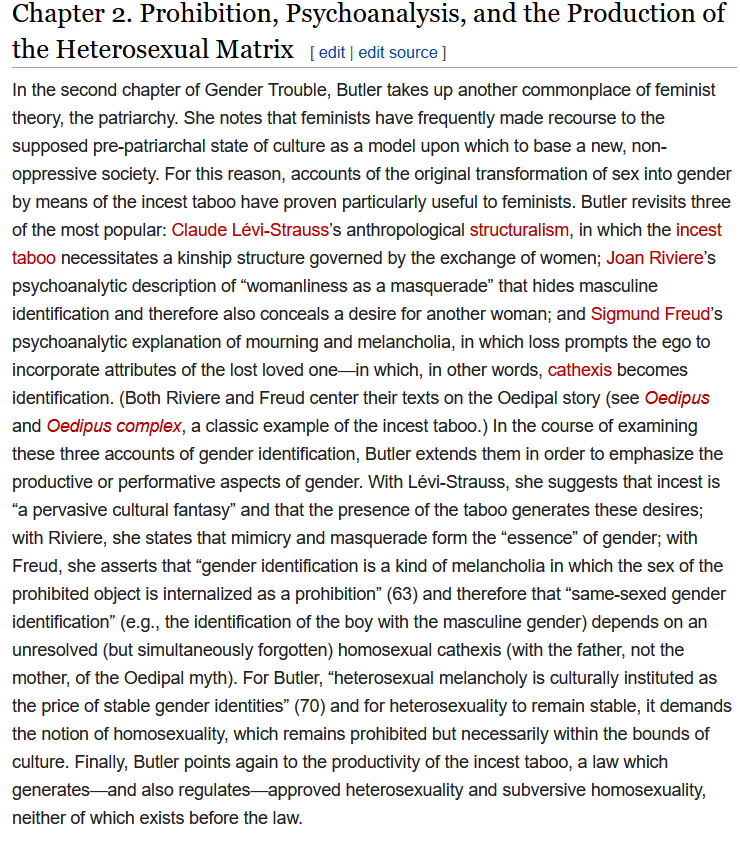 Chapter 2. Prohibition, Psychoanalysis, and the Production of
the Heterosexual Matrix [ edit | edit source ]
In the second chapter of Gender Trouble, Butler takes up another commonplace of feminist
theory, the patriarchy. She notes that feminists have frequently made recourse to the
supposed pre-patriarchal state of culture as a model upon which to base a new, non-
oppressive society. For this reason, accounts of the original transformation of sex into gender
by means of the incest taboo have proven particularly useful to feminists. Butler revisits three
of the most popular: Claude Lévi-Strauss’s anthropological structuralism, in which the incest
taboo necessitates a kinship structure governed by the exchange of women; Joan Riviere’s
psychoanalytic description of “womanliness as a masquerade” that hides masculine
identification and therefore also conceals a desire for another woman; and Sigmund Freud’s
psychoanalytic explanation of mourning and melancholia, in which loss prompts the ego to
incorporate attributes of the lost loved one—in which, in other words, cathexis becomes
identification. (Both Riviere and Freud center their texts on the Oedipal story (see Oedipus
and Oedipus complex, a classic example of the incest taboo.) In the course of examining
these three accounts of gender identification, Butler extends them in order to emphasize the
productive or performative aspects of gender. With Lévi-Strauss, she suggests that incest is
“a pervasive cultural fantasy” and that the presence of the taboo generates these desires;
with Riviere, she states that mimicry and masquerade form the “essence” of gender; with
Freud, she asserts that “gender identification is a kind of melancholia in which the sex of the
prohibited object is internalized as a prohibition” (63) and therefore that “same-sexed gender
identification” (e.g., the identification of the boy with the masculine gender) depends on an
unresolved (but simultaneously forgotten) homosexual cathexis (with the father, not the
mother, of the Oedipal myth). For Butler, “heterosexual melancholy is culturally instituted as
the price of stable gender identities” (70) and for heterosexuality to remain stable, it demands
the notion of homosexuality, which remains prohibited but necessarily within the bounds of
culture. Finally, Butler points again to the productivity of the incest taboo, a law which
generates—and also regulates—approved heterosexuality and subversive homosexuality,
neither of which exists before the law.